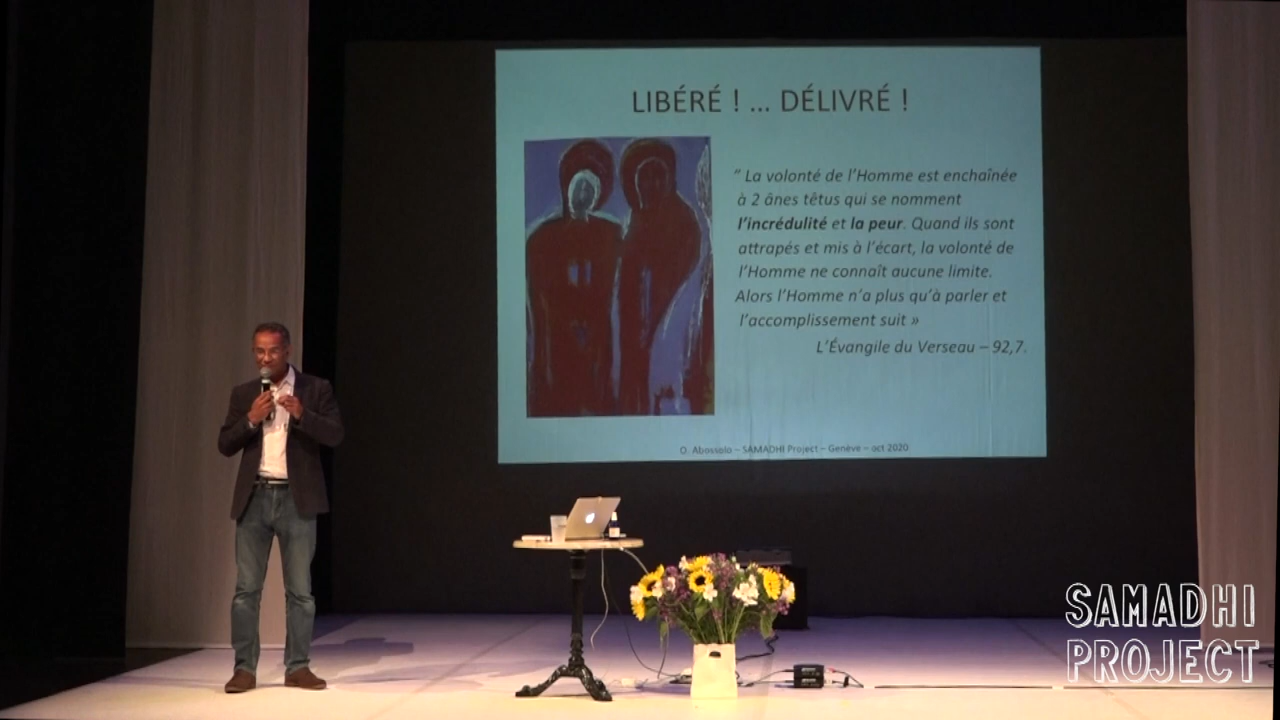 LIBÉRÉ ! ... DÉLIVRÉ !
“ La volonté de l’Homme est enchaînée
à 2 ânes têtus qui se nomment
l’incrédulité et la peur. Quand ils sont
attrapés et mis à l’écart, la volonté de
l’Homme ne connaît aucune limite.
Alors l’Homme n’a plus qu’à parler et
l’accomplissement suit »
L’Évangile du Verseau – 92,7.
O. Abossolo – SAMADHI Project – Genève – oct 2020
SAMADHI
PROJECT